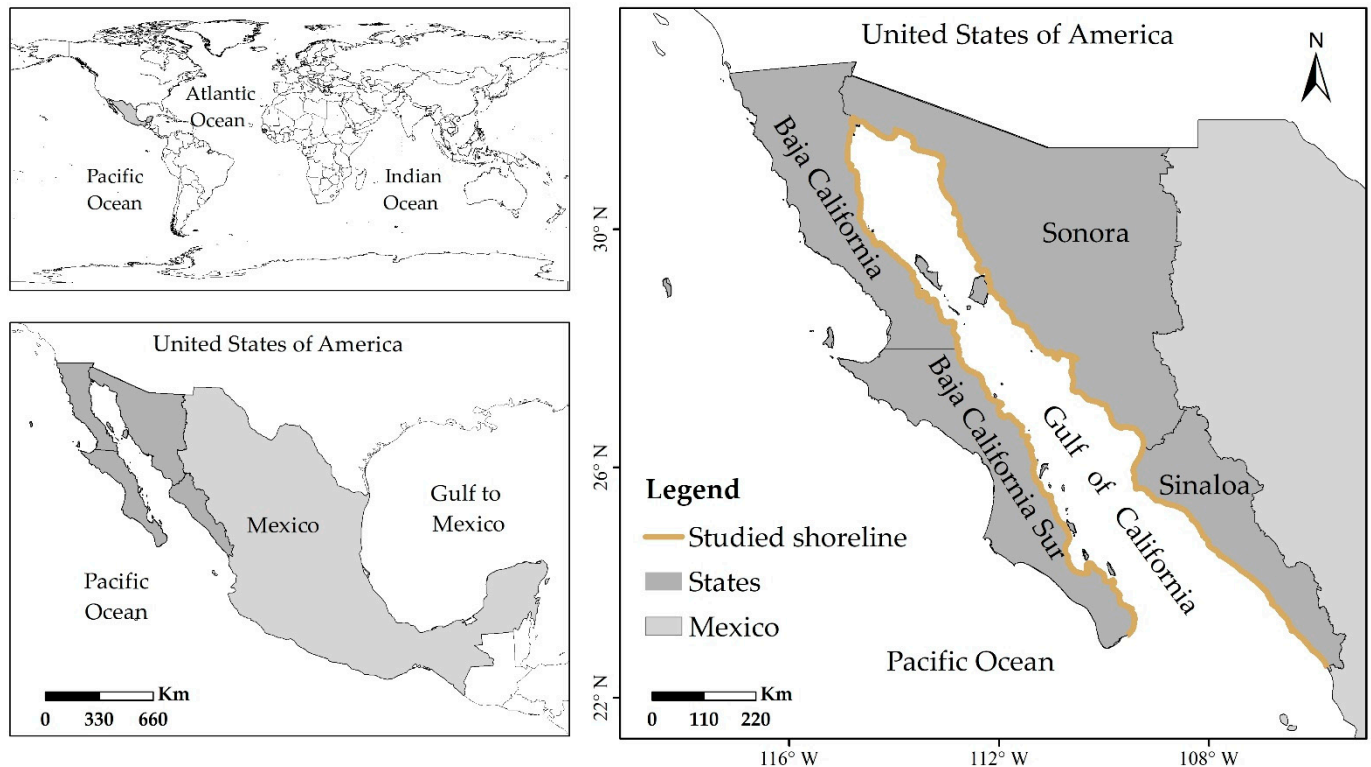 Atlantic
Ocean
Pacific
Ocean
Indian
Ocean
United States of America
Mexico
Gulf to
Mexico
Pacific
Ocean
Km
0 330 660
United States of America
N
Baja California
Sonora
Baja California Sur
Gulf of California
Sinaloa
Legend
Studied shoreline
States
Mexico
Pacific Ocean
Km
0 110 220
30° N
26° N
22° N
116° W 112° W 108° W